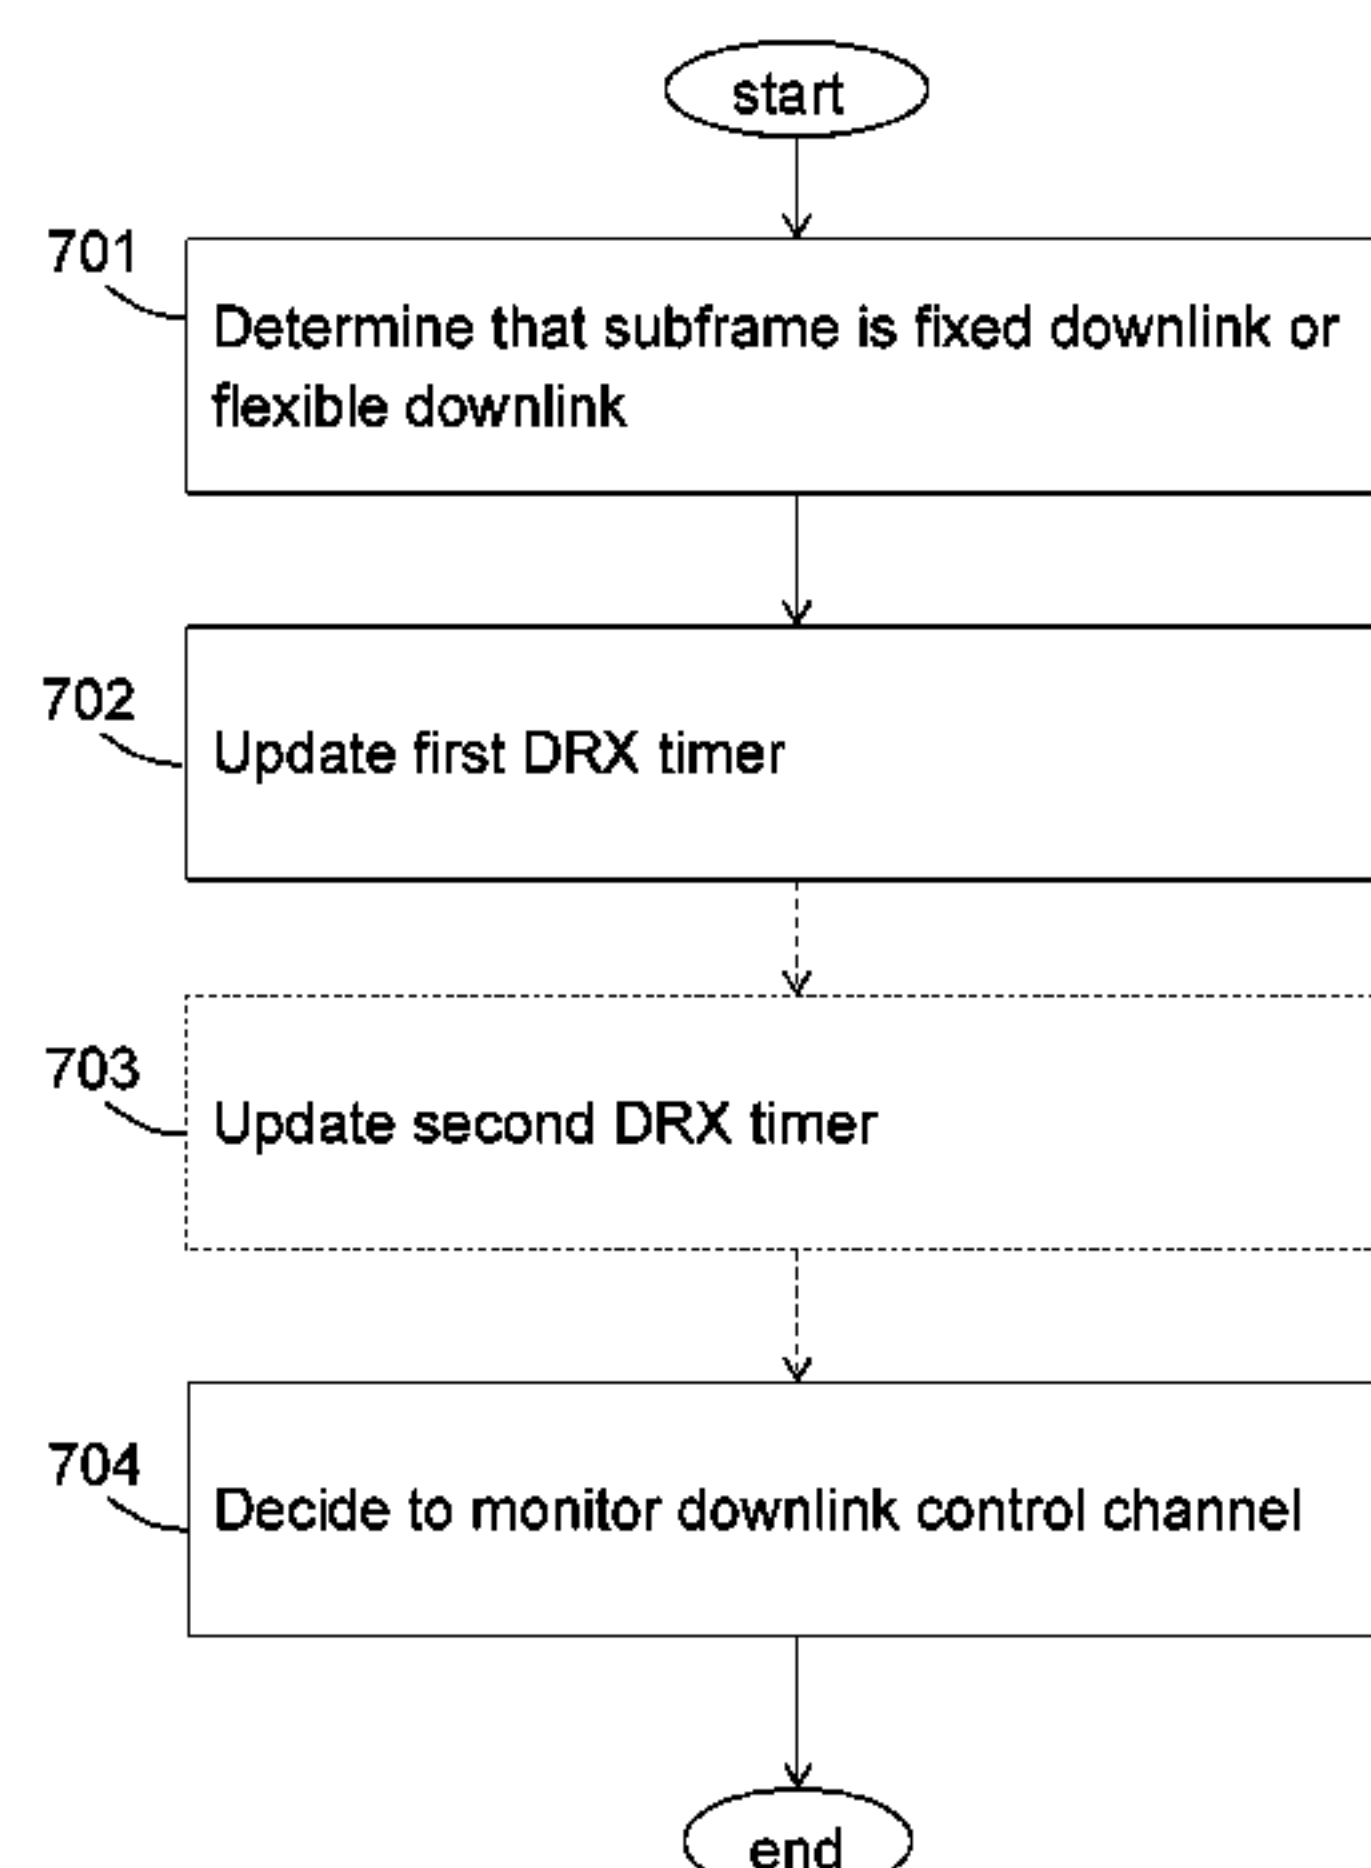 start
701
Determine that subframe is fixed downlink or
flexible downlink
702
Update first DRX timer
703
Update second DRX timer
704
Decide to monitor downlink control channel
end